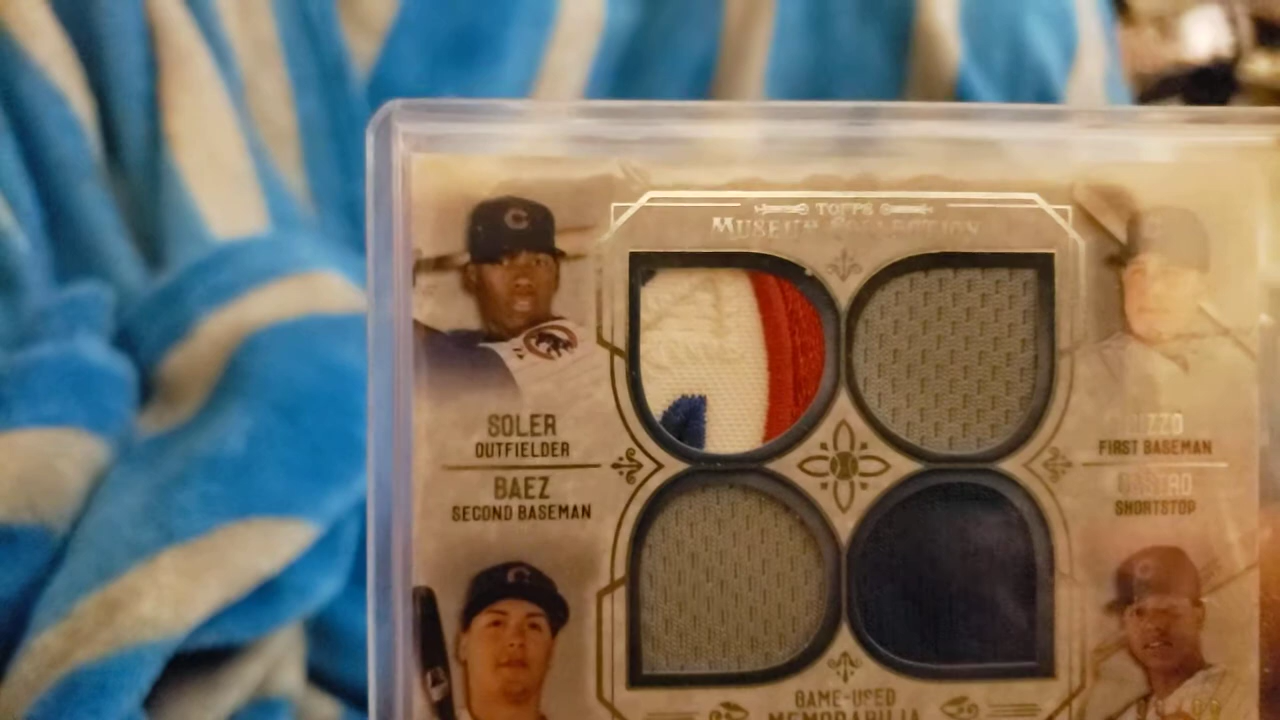 TOPPS
MUSEUM COLLECTION
SOLER
OUTFIELDER
BAEZ
SECOND BASEMAN
RIZZO
FIRST BASEMAN
CASTRO
SHORTSTOP
GAME-USED
MEMORABILIA